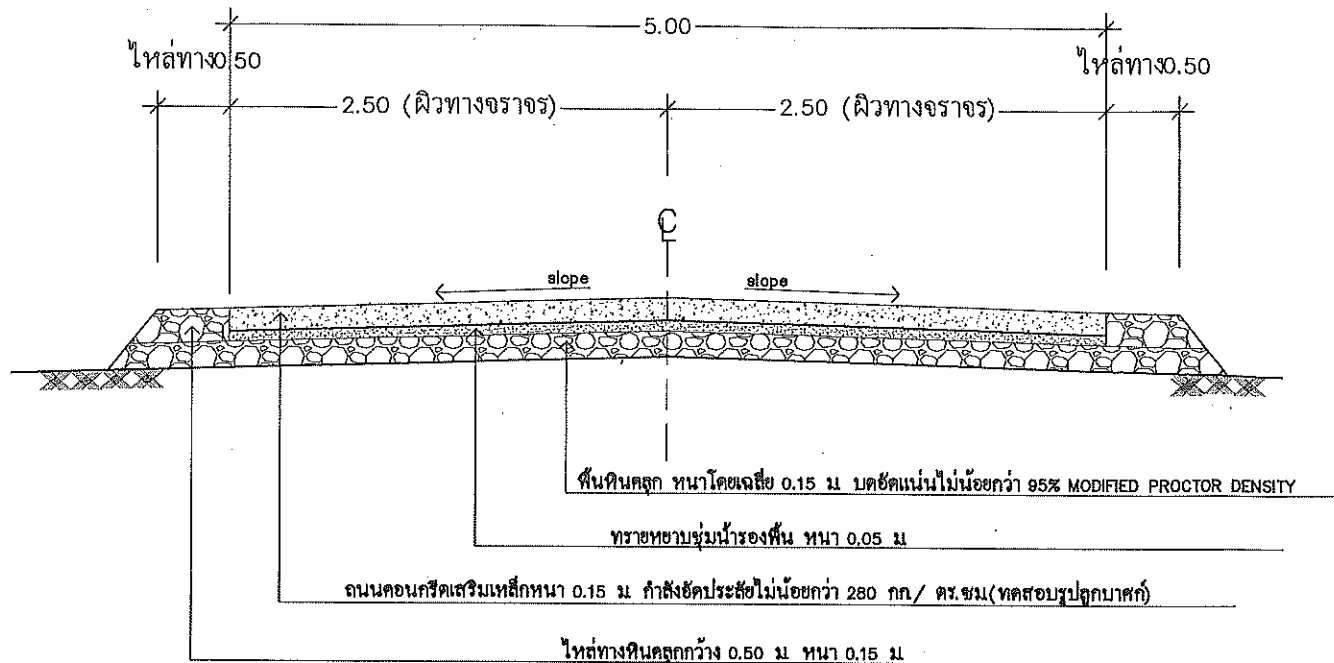 5.00
ไหล่ทาง0.50
ไหล่ทาง0.50
2.50 (ผิวทางจราจร)
2.50 (ผิวทางจราจร)
℄
slope
slope
พื้นหินคลุก หนาโดยเฉลี่ย 0.15 ม บดอัดแน่นไม่น้อยกว่า 95% MODIFIED PROCTOR DENSITY
ทรายหยาบชุ่มน้ำรองพื้น หนา 0.05 ม
ถนนคอนกรีตเสริมเหล็กหนา 0.15 ม กำลังอัดประลัยไม่น้อยกว่า 280 กก/ ตร.ซม(ทดสอบรูปลูกบาศก์)
ไหล่ทางหินคลุกกว้าง 0.50 ม หนา 0.15 ม